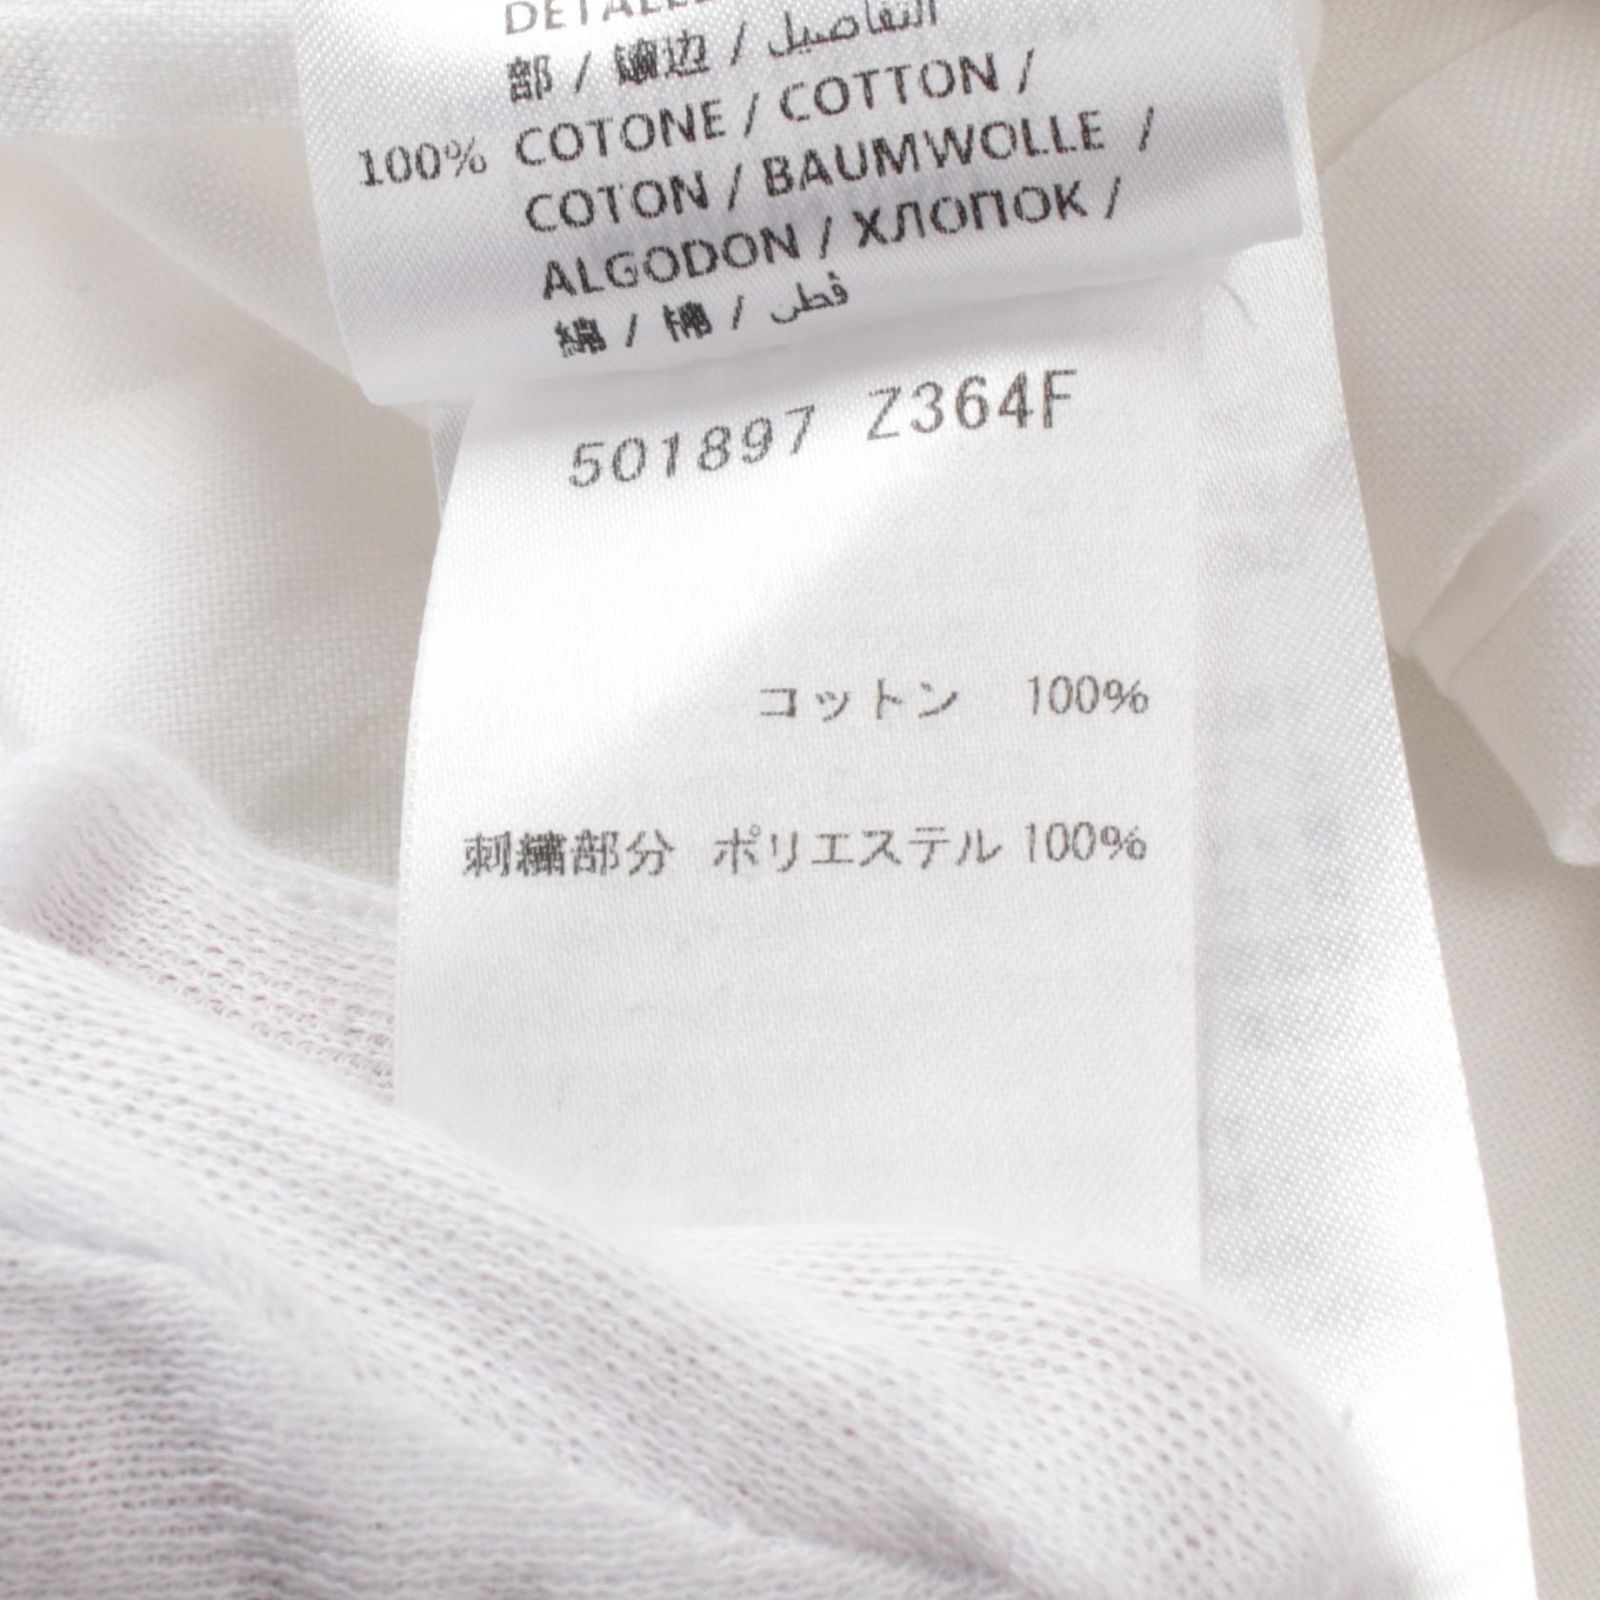 部 / 镶边 / التفاصيل
100% COTONE / COTTON /
COTON / BAUMWOLLE /
ALGODON / ХЛОПОК /
綿 / 棉 / قطن
501897 Z364F
コットン 100%
刺繍部分 ポリエステル 100%